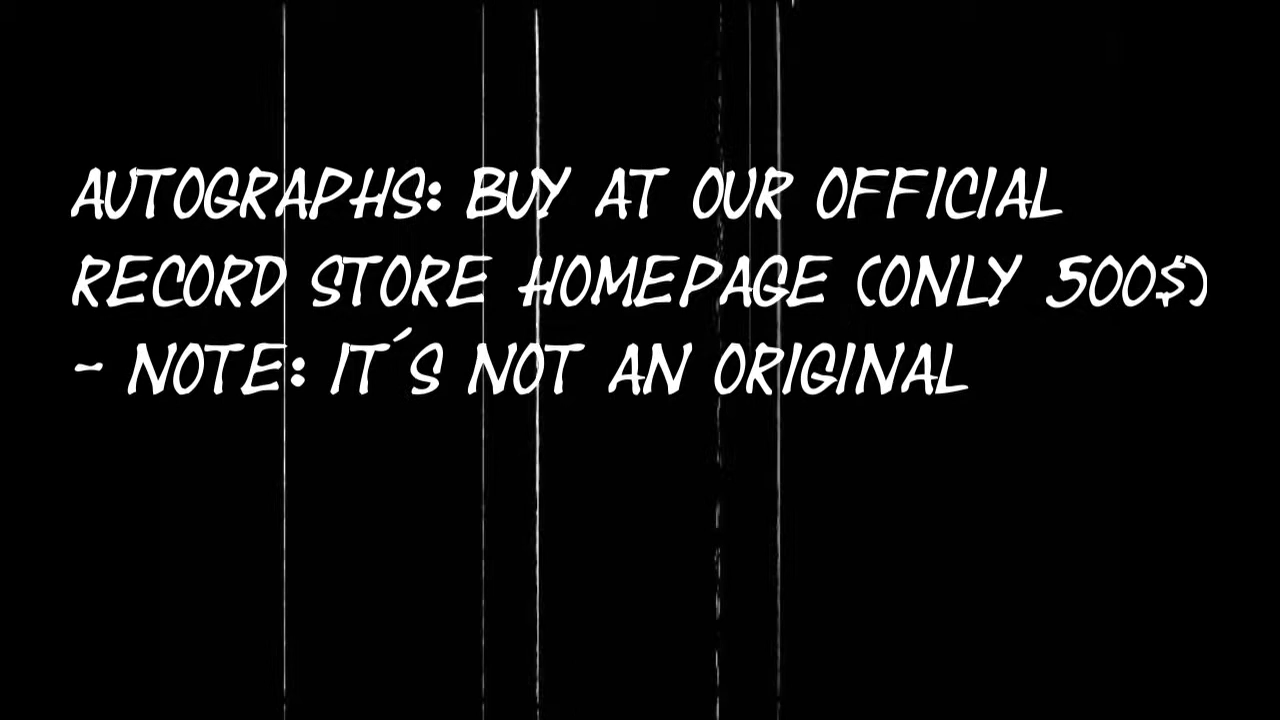 AUTOGRAPHS: BUY AT OUR OFFICIAL
RECORD STORE HOMEPAGE (ONLY 500$)
- NOTE: IT´S NOT AN ORIGINAL